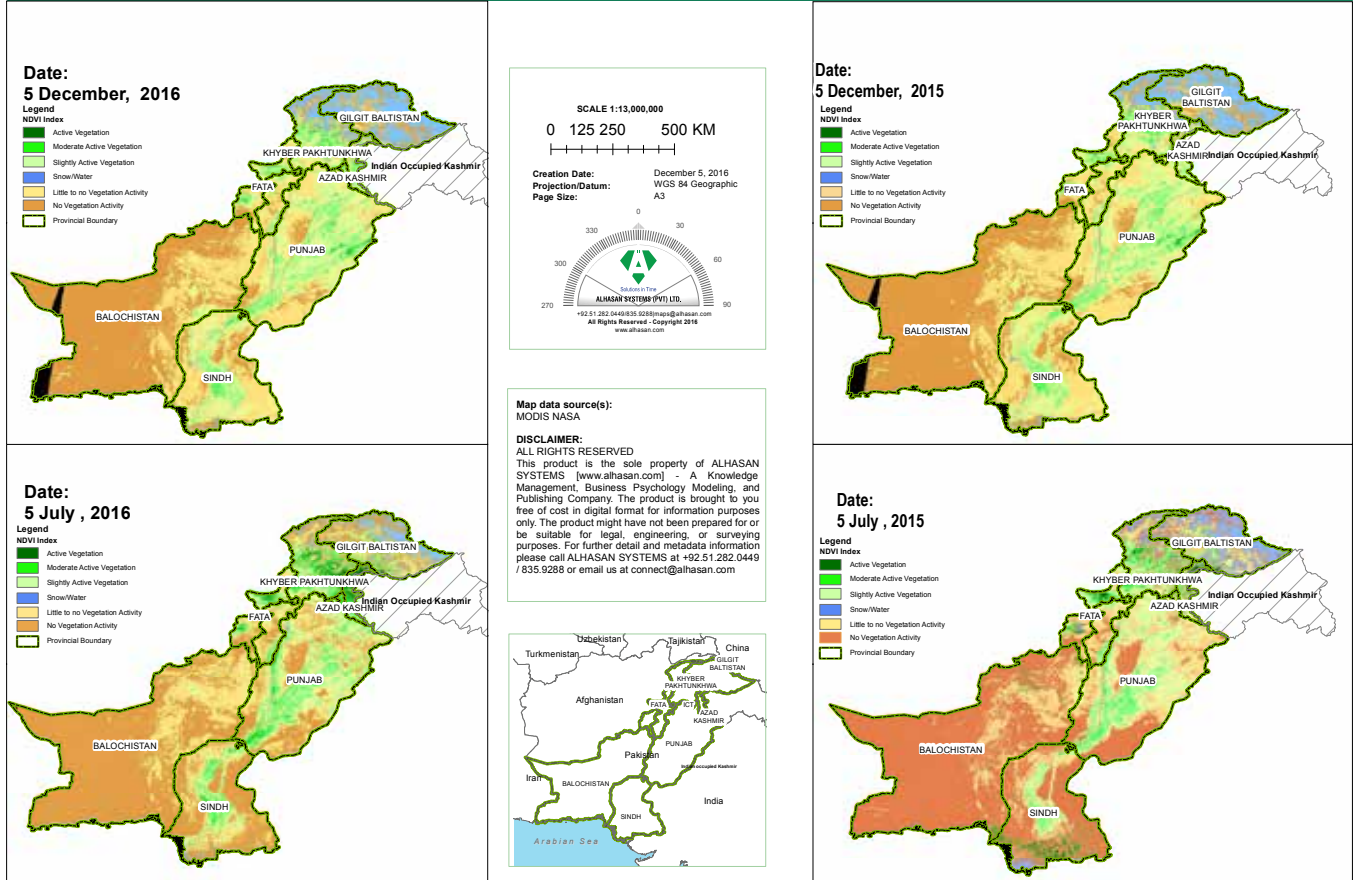 Date:
5 December, 2016
Legend
NDVI Index
Active Vegetation
Moderate Active Vegetation
Slightly Active Vegetation
Snow/Water
Little to no Vegetation Activity
No Vegetation Activity
Provincial Boundary
GILGIT BALTISTAN
KHYBER PAKHTUNKHWA
Indian Occupied Kashmir
AZAD KASHMIR
FATA
PUNJAB
BALOCHISTAN
SINDH
SCALE 1:13,000,000
0 125 250 500 KM
Creation Date: December 5, 2016
Projection/Datum: WGS 84 Geographic
Page Size: A3
0
330 30
300 60
270 90
Solutions in Time
ALHASAN SYSTEMS (PVT) LTD.
+92.51.282.0449/835.9288|maps@alhasan.com
All Rights Reserved - Copyright 2016
www.alhasan.com
Date:
5 December, 2015
Legend
NDVI Index
Active Vegetation
Moderate Active Vegetation
Slightly Active Vegetation
Snow/Water
Little to no Vegetation Activity
No Vegetation Activity
Provincial Boundary
GILGIT
BALTISTAN
KHYBER
PAKHTUNKHWA
AZAD
KASHMIR
Indian Occupied Kashmir
FATA
PUNJAB
BALOCHISTAN
SINDH
Map data source(s):
MODIS NASA
DISCLAIMER:
ALL RIGHTS RESERVED
This product is the sole property of ALHASAN
SYSTEMS [www.alhasan.com] - A Knowledge
Management, Business Psychology Modeling, and
Publishing Company. The product is brought to you
free of cost in digital format for information purposes
only. The product might have not been prepared for or
be suitable for legal, engineering, or surveying
purposes. For further detail and metadata information
please call ALHASAN SYSTEMS at +92.51.282.0449
/ 835.9288 or email us at connect@alhasan.com
Date:
5 July , 2016
Legend
NDVI Index
Active Vegetation
Moderate Active Vegetation
Slightly Active Vegetation
Snow/Water
Little to no Vegetation Activity
No Vegetation Activity
Provincial Boundary
GILGIT BALTISTAN
KHYBER PAKHTUNKHWA
Indian Occupied Kashmir
AZAD KASHMIR
FATA
PUNJAB
BALOCHISTAN
SINDH
Uzbekistan
Tajikistan
Turkmenistan
China
GILGIT
BALTISTAN
KHYBER
PAKHTUNKHWA
Afghanistan
FATA
ICT
AZAD
KASHMIR
PUNJAB
Pakistan
Indian occupied Kashmir
Iran
BALOCHISTAN
India
SINDH
Arabian Sea
Date:
5 July , 2015
Legend
NDVI Index
Active Vegetation
Moderate Active Vegetation
Slightly Active Vegetation
Snow/Water
Little to no Vegetation Activity
No Vegetation Activity
Provincial Boundary
GILGIT BALTISTAN
KHYBER PAKHTUNKHWA
Indian Occupied Kashmir
AZAD KASHMIR
FATA
PUNJAB
BALOCHISTAN
SINDH